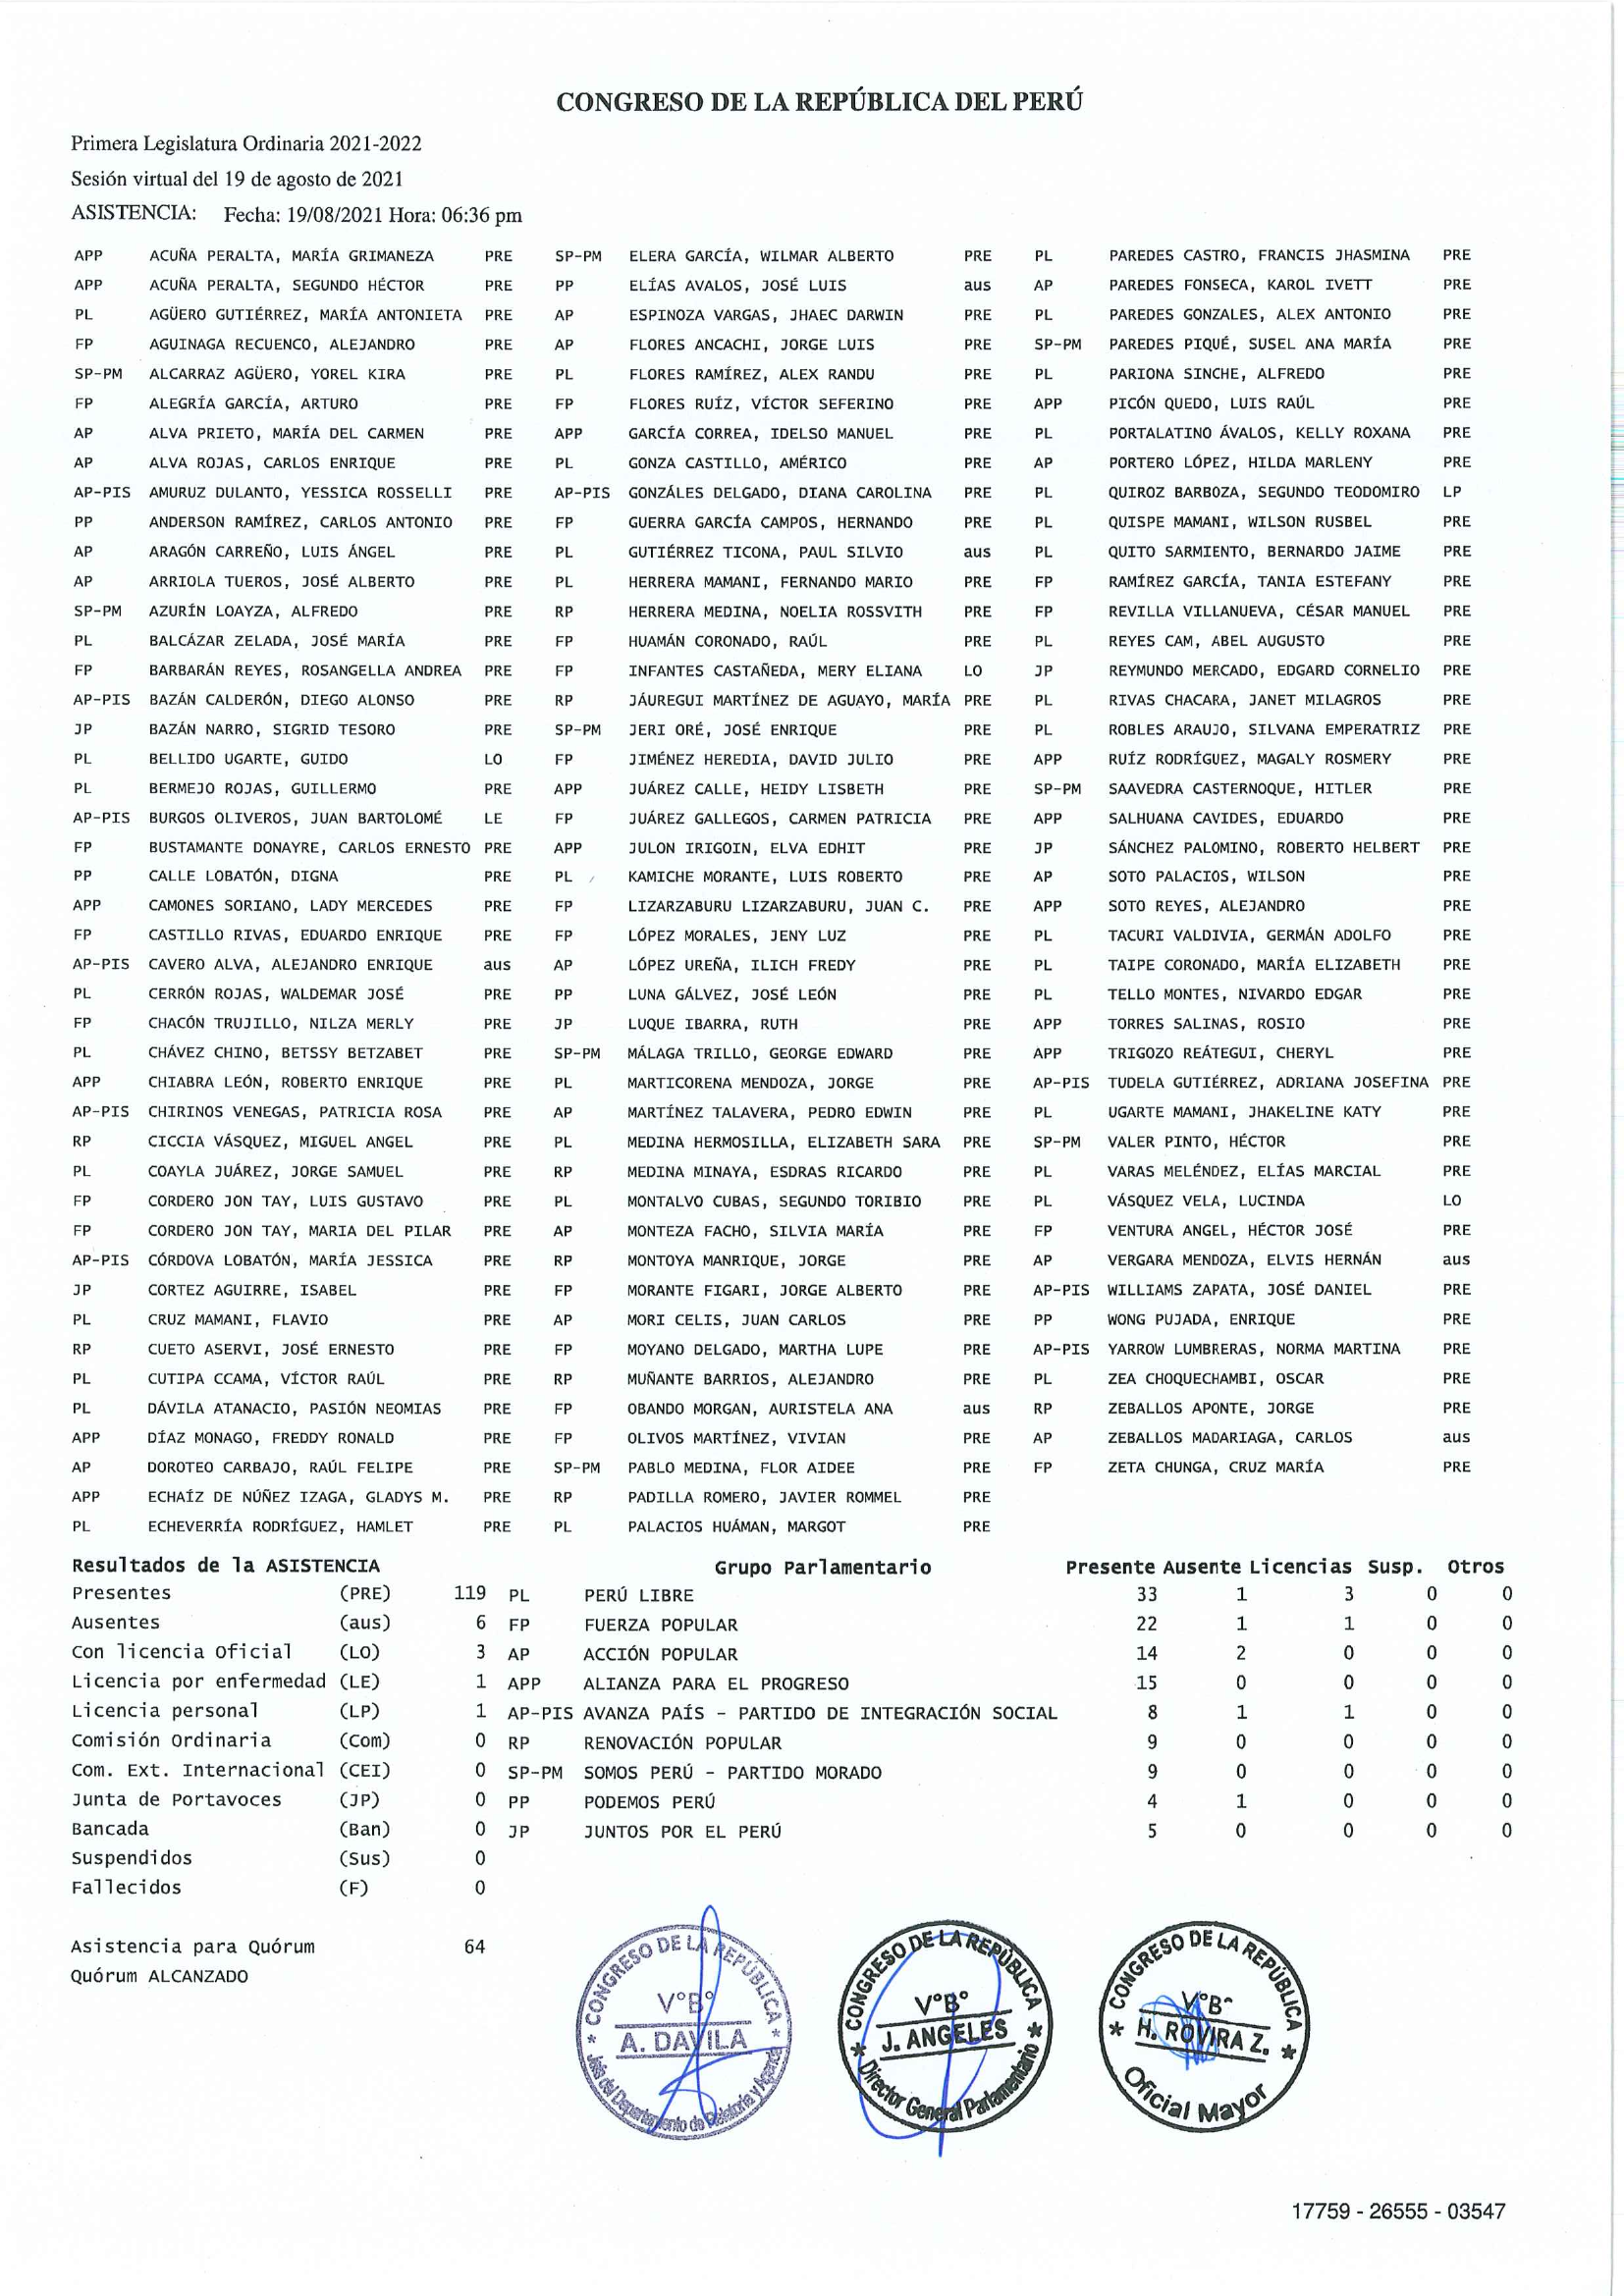 CONGRESO DE LA REPÚBLICA DEL PERÚ
Primera Legislatura Ordinaria 2021-2022
Sesión virtual del 19 de agosto de 2021
ASISTENCIA: Fecha: 19/08/2021 Hora: 06:36 pm
APP ACUÑA PERALTA, MARÍA GRIMANEZA PRE SP-PM ELERA GARCÍA, WILMAR ALBERTO PRE PL PAREDES CASTRO, FRANCIS JHASMINA PRE
APP ACUÑA PERALTA, SEGUNDO HÉCTOR PRE PP ELÍAS AVALOS, JOSÉ LUIS aus AP PAREDES FONSECA, KAROL IVETT PRE
PL AGÜERO GUTIÉRREZ, MARÍA ANTONIETA PRE AP ESPINOZA VARGAS, JHAEC DARWIN PRE PL PAREDES GONZALES, ALEX ANTONIO PRE
FP AGUINAGA RECUENCO, ALEJANDRO PRE AP FLORES ANCACHI, JORGE LUIS PRE SP-PM PAREDES PIQUÉ, SUSEL ANA MARÍA PRE
SP-PM ALCARRAZ AGÜERO, YOREL KIRA PRE PL FLORES RAMÍREZ, ALEX RANDU PRE PL PARIONA SINCHE, ALFREDO PRE
FP ALEGRÍA GARCÍA, ARTURO PRE FP FLORES RUÍZ, VÍCTOR SEFERINO PRE APP PICÓN QUEDO, LUIS RAÚL PRE
AP ALVA PRIETO, MARÍA DEL CARMEN PRE APP GARCÍA CORREA, IDELSO MANUEL PRE PL PORTALATINO ÁVALOS, KELLY ROXANA PRE
AP ALVA ROJAS, CARLOS ENRIQUE PRE PL GONZA CASTILLO, AMÉRICO PRE AP PORTERO LÓPEZ, HILDA MARLENY PRE
AP-PIS AMURUZ DULANTO, YESSICA ROSSELLI PRE AP-PIS GONZÁLES DELGADO, DIANA CAROLINA PRE PL QUIROZ BARBOZA, SEGUNDO TEODOMIRO LP
PP ANDERSON RAMÍREZ, CARLOS ANTONIO PRE FP GUERRA GARCÍA CAMPOS, HERNANDO PRE PL QUISPE MAMANI, WILSON RUSBEL PRE
AP ARAGÓN CARREÑO, LUIS ÁNGEL PRE PL GUTIÉRREZ TICONA, PAUL SILVIO aus PL QUITO SARMIENTO, BERNARDO JAIME PRE
AP ARRIOLA TUEROS, JOSÉ ALBERTO PRE PL HERRERA MAMANI, FERNANDO MARIO PRE FP RAMÍREZ GARCÍA, TANIA ESTEFANY PRE
SP-PM AZURÍN LOAYZA, ALFREDO PRE RP HERRERA MEDINA, NOELIA ROSSVITH PRE FP REVILLA VILLANUEVA, CÉSAR MANUEL PRE
PL BALCÁZAR ZELADA, JOSÉ MARÍA PRE FP HUAMÁN CORONADO, RAÚL PRE PL REYES CAM, ABEL AUGUSTO PRE
FP BARBARÁN REYES, ROSANGELLA ANDREA PRE FP INFANTES CASTAÑEDA, MERY ELIANA LO JP REYMUNDO MERCADO, EDGARD CORNELIO PRE
AP-PIS BAZÁN CALDERÓN, DIEGO ALONSO PRE RP JÁUREGUI MARTÍNEZ DE AGUAYO, MARÍA PRE PL RIVAS CHACARA, JANET MILAGROS PRE
JP BAZÁN NARRO, SIGRID TESORO PRE SP-PM JERI ORÉ, JOSÉ ENRIQUE PRE PL ROBLES ARAUJO, SILVANA EMPERATRIZ PRE
PL BELLIDO UGARTE, GUIDO LO FP JIMÉNEZ HEREDIA, DAVID JULIO PRE APP RUÍZ RODRÍGUEZ, MAGALY ROSMERY PRE
PL BERMEJO ROJAS, GUILLERMO PRE APP JUÁREZ CALLE, HEIDY LISBETH PRE SP-PM SAAVEDRA CASTERNOQUE, HITLER PRE
AP-PIS BURGOS OLIVEROS, JUAN BARTOLOMÉ LE FP JUÁREZ GALLEGOS, CARMEN PATRICIA PRE APP SALHUANA CAVIDES, EDUARDO PRE
FP BUSTAMANTE DONAYRE, CARLOS ERNESTO PRE APP JULON IRIGOIN, ELVA EDHIT PRE JP SÁNCHEZ PALOMINO, ROBERTO HELBERT PRE
PP CALLE LOBATÓN, DIGNA PRE PL KAMICHE MORANTE, LUIS ROBERTO PRE AP SOTO PALACIOS, WILSON PRE
APP CAMONES SORIANO, LADY MERCEDES PRE FP LIZARZABURU LIZARZABURU, JUAN C. PRE APP SOTO REYES, ALEJANDRO PRE
FP CASTILLO RIVAS, EDUARDO ENRIQUE PRE FP LÓPEZ MORALES, JENY LUZ PRE PL TACURI VALDIVIA, GERMÁN ADOLFO PRE
AP-PIS CAVERO ALVA, ALEJANDRO ENRIQUE aus AP LÓPEZ UREÑA, ILICH FREDY PRE PL TAIPE CORONADO, MARÍA ELIZABETH PRE
PL CERRÓN ROJAS, WALDEMAR JOSÉ PRE PP LUNA GÁLVEZ, JOSÉ LEÓN PRE PL TELLO MONTES, NIVARDO EDGAR PRE
FP CHACÓN TRUJILLO, NILZA MERLY PRE JP LUQUE IBARRA, RUTH PRE APP TORRES SALINAS, ROSIO PRE
PL CHÁVEZ CHINO, BETSSY BETZABET PRE SP-PM MÁLAGA TRILLO, GEORGE EDWARD PRE APP TRIGOZO REÁTEGUI, CHERYL PRE
APP CHIABRA LEÓN, ROBERTO ENRIQUE PRE PL MARTICORENA MENDOZA, JORGE PRE AP-PIS TUDELA GUTIÉRREZ, ADRIANA JOSEFINA PRE
AP-PIS CHIRINOS VENEGAS, PATRICIA ROSA PRE AP MARTÍNEZ TALAVERA, PEDRO EDWIN PRE PL UGARTE MAMANI, JHAKELINE KATY PRE
RP CICCIA VÁSQUEZ, MIGUEL ANGEL PRE PL MEDINA HERMOSILLA, ELIZABETH SARA PRE SP-PM VALER PINTO, HÉCTOR PRE
PL COAYLA JUÁREZ, JORGE SAMUEL PRE RP MEDINA MINAYA, ESDRAS RICARDO PRE PL VARAS MELÉNDEZ, ELÍAS MARCIAL PRE
FP CORDERO JON TAY, LUIS GUSTAVO PRE PL MONTALVO CUBAS, SEGUNDO TORIBIO PRE PL VÁSQUEZ VELA, LUCINDA LO
FP CORDERO JON TAY, MARIA DEL PILAR PRE AP MONTEZA FACHO, SILVIA MARÍA PRE FP VENTURA ANGEL, HÉCTOR JOSÉ PRE
AP-PIS CÓRDOVA LOBATÓN, MARÍA JESSICA PRE RP MONTOYA MANRIQUE, JORGE PRE AP VERGARA MENDOZA, ELVIS HERNÁN aus
JP CORTEZ AGUIRRE, ISABEL PRE FP MORANTE FIGARI, JORGE ALBERTO PRE AP-PIS WILLIAMS ZAPATA, JOSÉ DANIEL PRE
PL CRUZ MAMANI, FLAVIO PRE AP MORI CELIS, JUAN CARLOS PRE PP WONG PUJADA, ENRIQUE PRE
RP CUETO ASERVI, JOSÉ ERNESTO PRE FP MOYANO DELGADO, MARTHA LUPE PRE AP-PIS YARROW LUMBRERAS, NORMA MARTINA PRE
PL CUTIPA CCAMA, VÍCTOR RAÚL PRE RP MUÑANTE BARRIOS, ALEJANDRO PRE PL ZEA CHOQUECHAMBI, OSCAR PRE
PL DÁVILA ATANACIO, PASIÓN NEOMIAS PRE FP OBANDO MORGAN, AURISTELA ANA aus RP ZEBALLOS APONTE, JORGE PRE
APP DÍAZ MONAGO, FREDDY RONALD PRE FP OLIVOS MARTÍNEZ, VIVIAN PRE AP ZEBALLOS MADARIAGA, CARLOS aus
AP DOROTEO CARBAJO, RAÚL FELIPE PRE SP-PM PABLO MEDINA, FLOR AIDEE PRE FP ZETA CHUNGA, CRUZ MARÍA PRE
APP ECHAÍZ DE NÚÑEZ IZAGA, GLADYS M. PRE RP PADILLA ROMERO, JAVIER ROMMEL PRE
PL ECHEVERRÍA RODRÍGUEZ, HAMLET PRE PL PALACIOS HUÁMAN, MARGOT PRE
Resultados de la ASISTENCIA Grupo Parlamentario Presente Ausente Licencias Susp. Otros
Presentes (PRE) 119 PL PERÚ LIBRE 33 1 3 0 0
Ausentes (aus) 6 FP FUERZA POPULAR 22 1 1 0 0
Con licencia Oficial (LO) 3 AP ACCIÓN POPULAR 14 2 0 0 0
Licencia por enfermedad (LE) 1 APP ALIANZA PARA EL PROGRESO 15 0 0 0 0
Licencia personal (LP) 1 AP-PIS AVANZA PAÍS - PARTIDO DE INTEGRACIÓN SOCIAL 8 1 1 0 0
Comisión Ordinaria (Com) 0 RP RENOVACIÓN POPULAR 9 0 0 0 0
Com. Ext. Internacional (CEI) 0 SP-PM SOMOS PERÚ - PARTIDO MORADO 9 0 0 0 0
Junta de Portavoces (JP) 0 PP PODEMOS PERÚ 4 1 0 0 0
Bancada (Ban) 0 JP JUNTOS POR EL PERÚ 5 0 0 0 0
Suspendidos (Sus) 0
Fallecidos (F) 0
Asistencia para Quórum 64
Quórum ALCANZADO
CONGRESO DE LA REPÚBLICA
V°B°
A. DAVILA
Jefe del Departamento de Relatoría y Agenda
CONGRESO DE LA REPÚBLICA
V°B°
J. ANGELES
Director General Parlamentario
CONGRESO DE LA REPÚBLICA
V°B°
H. ROVIRA Z.
Oficial Mayor
17759 - 26555 - 03547